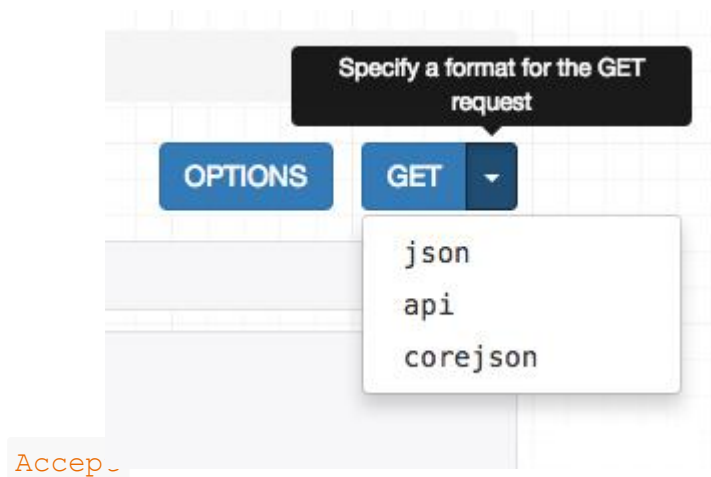 Specify a format for the GET
request
OPTIONS
GET
json
api
corejson